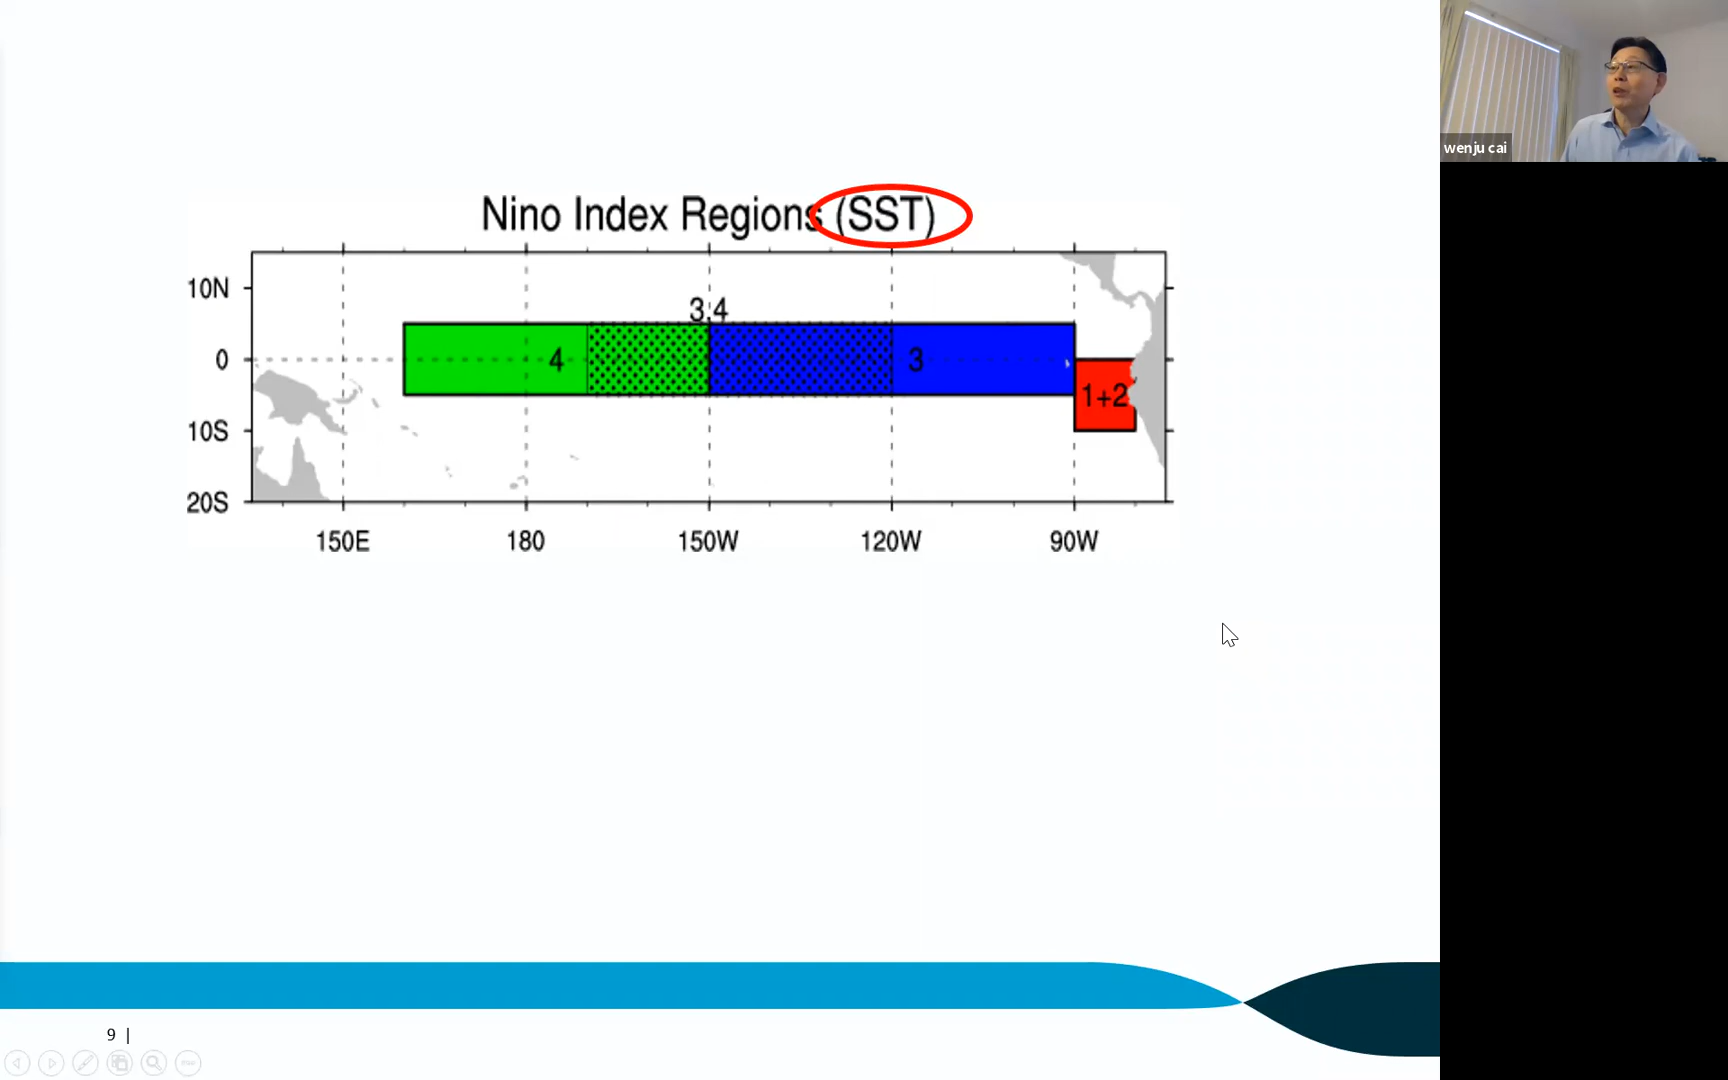 wenju cai
Nino Index Regions (SST)
10N
3.4
0
4
3
1+2
10S
20S
150E 180 150W 120W 90W
9 |